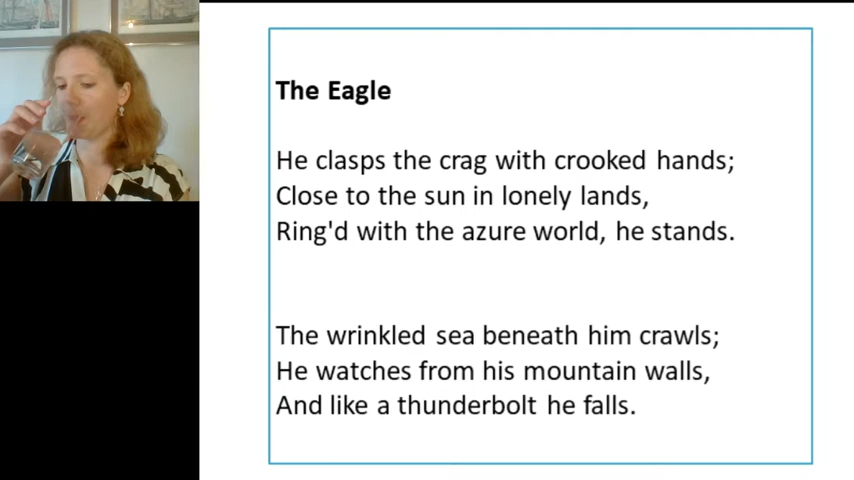 The Eagle
He clasps the crag with crooked hands;
Close to the sun in lonely lands,
Ring'd with the azure world, he stands.
The wrinkled sea beneath him crawls;
He watches from his mountain walls,
And like a thunderbolt he falls.